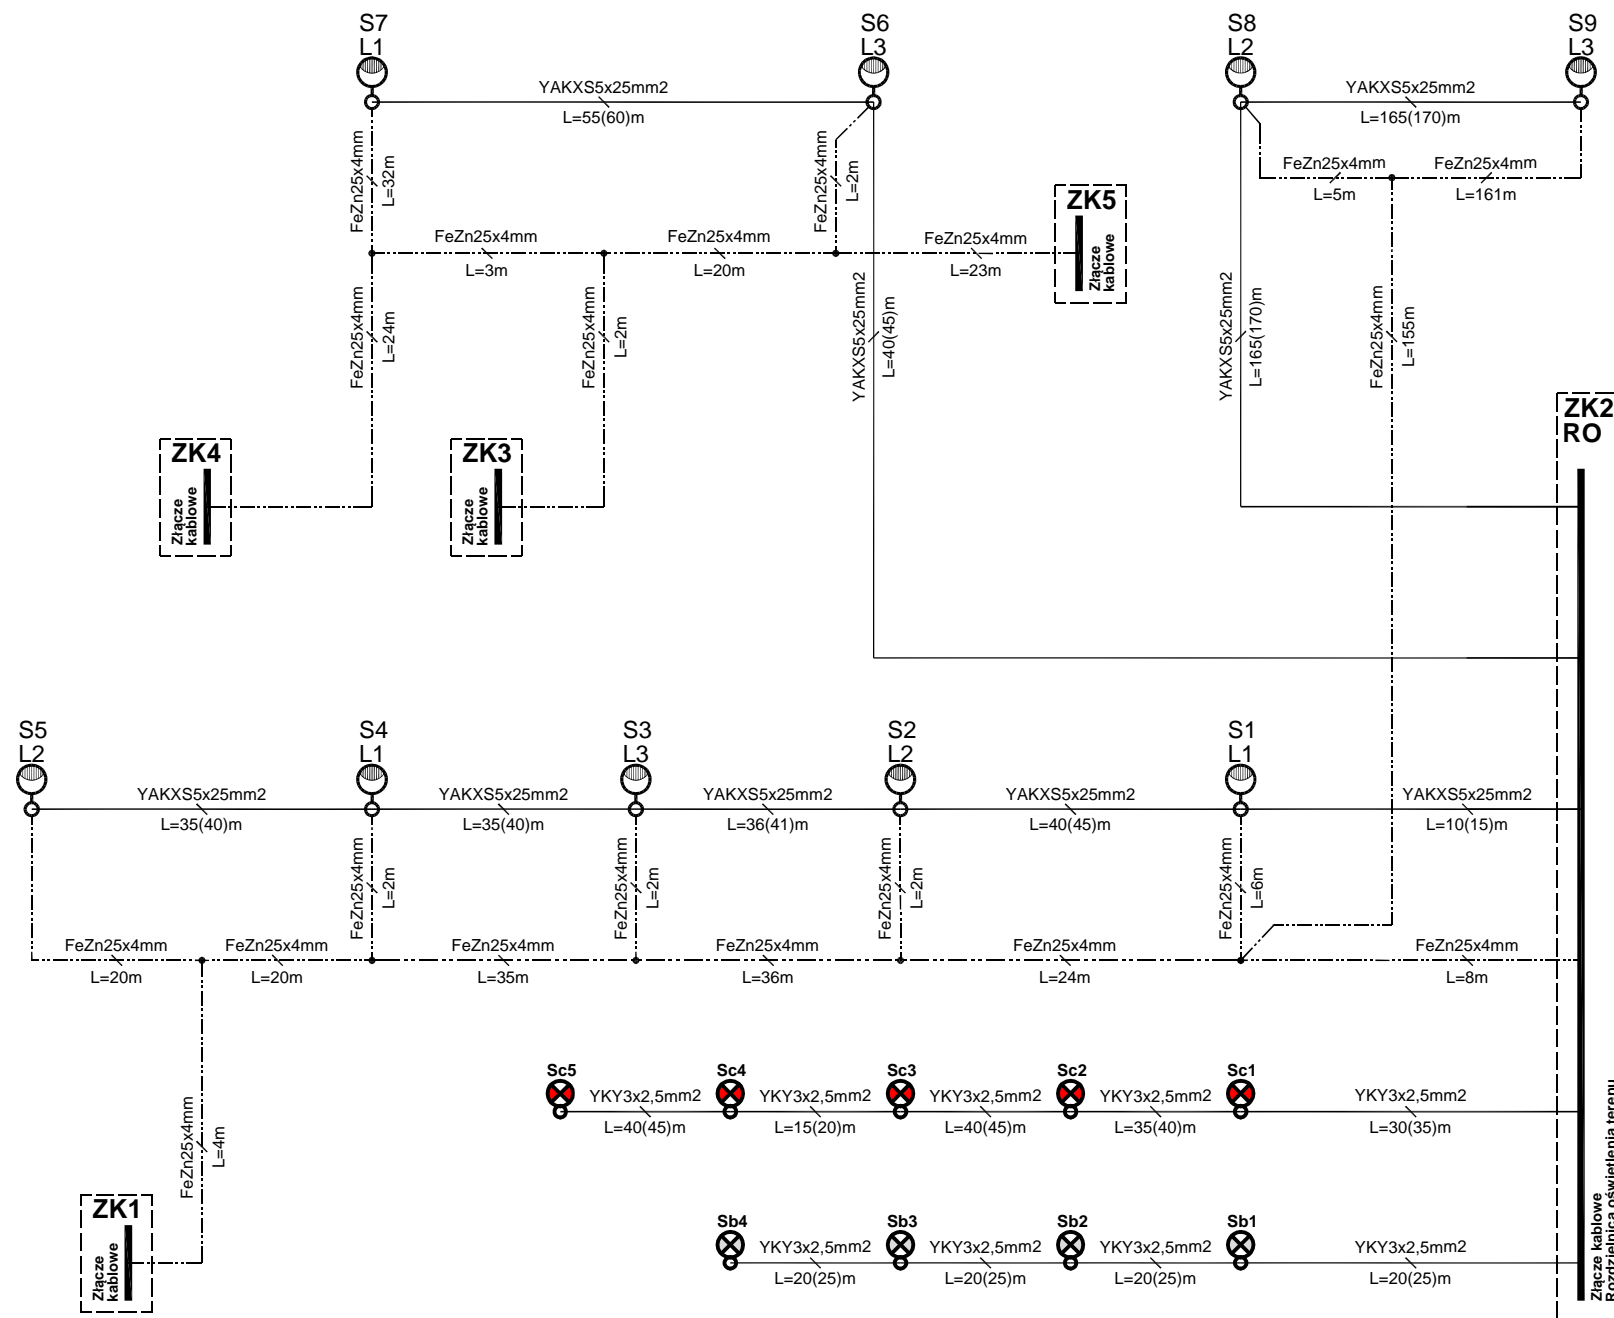 S7
L1
S6
L3
S8
L2
S9
L3
YAKXS5x25mm2
L=55(60)m
YAKXS5x25mm2
L=165(170)m
FeZn25x4mm
L=32m
FeZn25x4mm
L=2m
FeZn25x4mm
L=5m
FeZn25x4mm
L=161m
ZK5
Złącze
kablowe
FeZn25x4mm
L=3m
FeZn25x4mm
L=20m
FeZn25x4mm
L=23m
FeZn25x4mm
L=24m
FeZn25x4mm
L=2m
YAKXS5x25mm2
L=40(45)m
YAKXS5x25mm2
L=165(170)m
FeZn25x4mm
L=155m
ZK4
Złącze
kablowe
ZK3
Złącze
kablowe
ZK2
RO
S5
L2
S4
L1
S3
L3
S2
L2
S1
L1
YAKXS5x25mm2
L=35(40)m
YAKXS5x25mm2
L=35(40)m
YAKXS5x25mm2
L=36(41)m
YAKXS5x25mm2
L=40(45)m
YAKXS5x25mm2
L=10(15)m
FeZn25x4mm
L=2m
FeZn25x4mm
L=2m
FeZn25x4mm
L=2m
FeZn25x4mm
L=6m
FeZn25x4mm
L=20m
FeZn25x4mm
L=20m
FeZn25x4mm
L=35m
FeZn25x4mm
L=36m
FeZn25x4mm
L=24m
FeZn25x4mm
L=8m
Sc5
Sc4
Sc3
Sc2
Sc1
YKY3x2,5mm2
L=40(45)m
YKY3x2,5mm2
L=15(20)m
YKY3x2,5mm2
L=40(45)m
YKY3x2,5mm2
L=35(40)m
YKY3x2,5mm2
L=30(35)m
FeZn25x4mm
L=4m
ZK1
Złącze
kablowe
Sb4
Sb3
Sb2
Sb1
YKY3x2,5mm2
L=20(25)m
YKY3x2,5mm2
L=20(25)m
YKY3x2,5mm2
L=20(25)m
YKY3x2,5mm2
L=20(25)m
Złącze kablowe
Rozdzielnica oświetlenia terenu